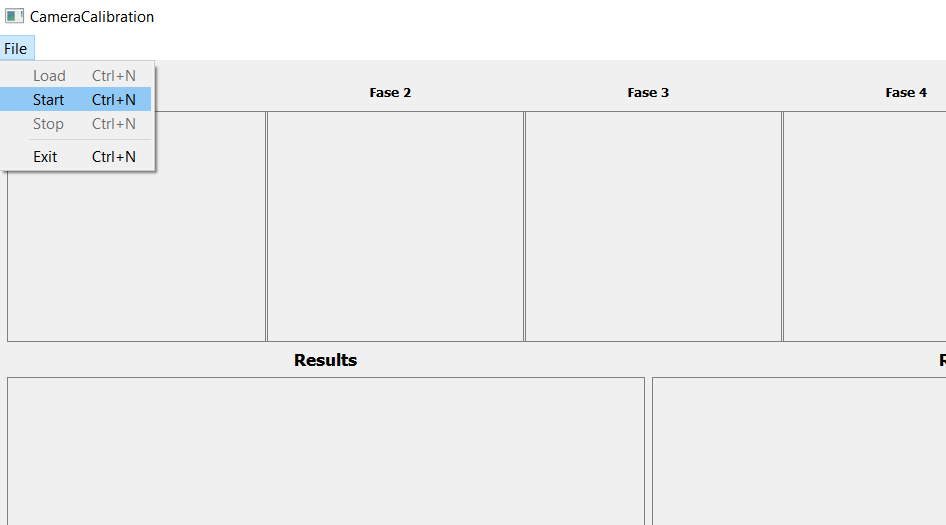 CameraCalibration
File
Load Ctrl+N
Start Ctrl+N
Stop Ctrl+N
Exit Ctrl+N
Fase 2 Fase 3 Fase 4
Results